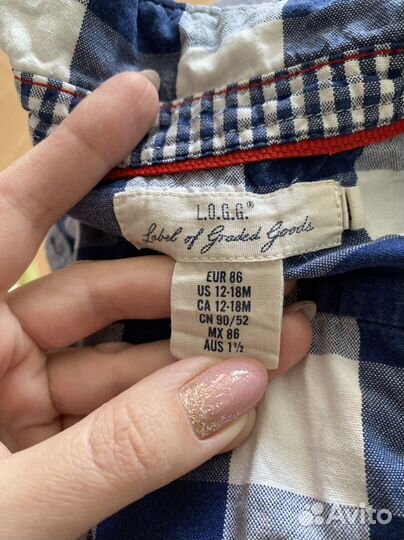 L.O.G.G.®
Label of Graded Goods
EUR 86
US 12-18M
CA 12-18M
CN 90/52
MX 86
AUS 1½
Avito